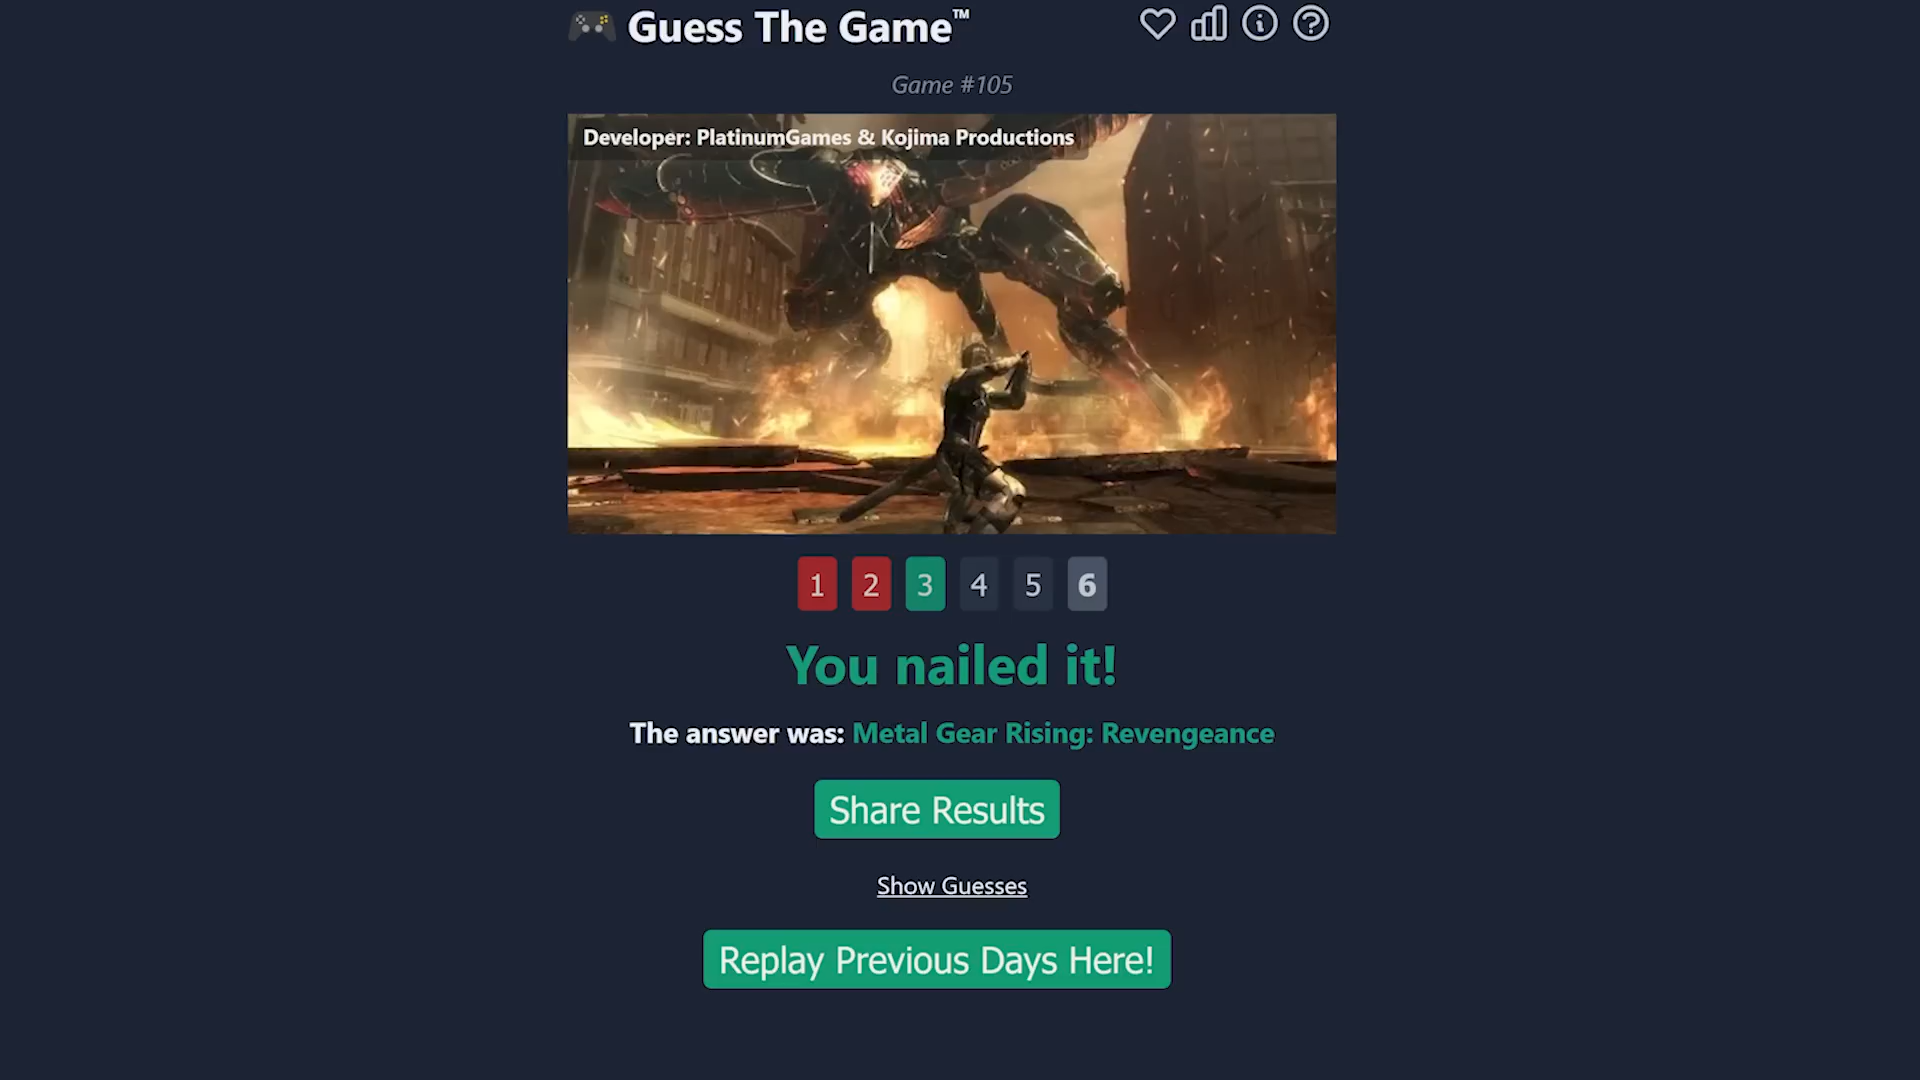 Guess The Game™
Game #105
Developer: PlatinumGames & Kojima Productions
1 2 3 4 5 6
You nailed it!
The answer was: Metal Gear Rising: Revengeance
Share Results
Show Guesses
Replay Previous Days Here!